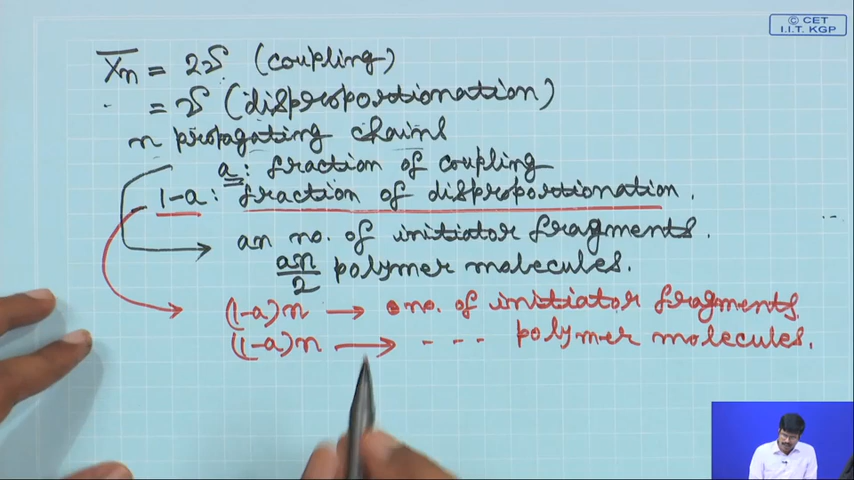 © CET
I.I.T. KGP
X̅n = 2ν (coupling)
= ν (disproportionation)
n propagating chains
a: fraction of coupling
1-a: fraction of disproportionation.
an no. of initiator fragments.
an/2 polymer molecules.
(1-a)n → no. of initiator fragments.
(1-a)n → - - - - polymer molecules.